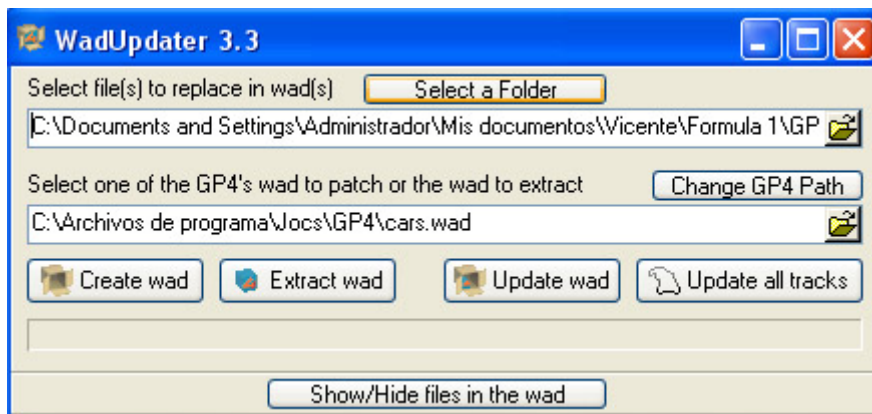 WadUpdater 3.3
Select file(s) to replace in wad(s) Select a Folder
C:\Documents and Settings\Administrador\Mis documentos\Vicente\Formula 1\GP
Select one of the GP4's wad to patch or the wad to extract Change GP4 Path
C:\Archivos de programa\Jocs\GP4\cars.wad
Create wad Extract wad Update wad Update all tracks
Show/Hide files in the wad